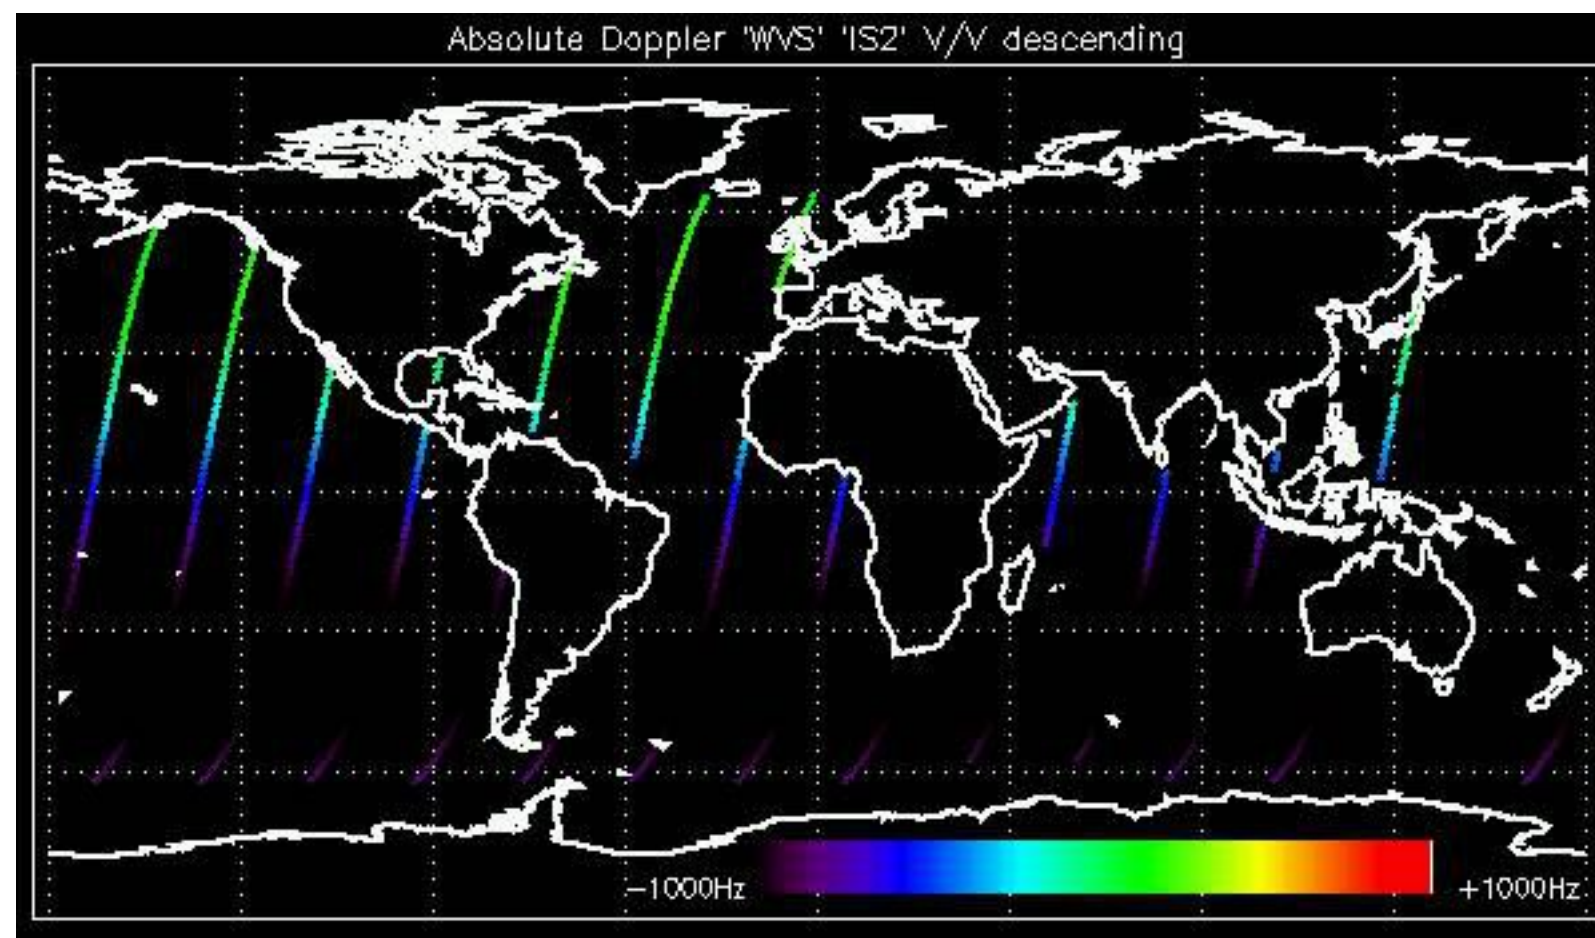 Absolute Doppler 'WVS' 'IS2' V/V descending
-1000Hz
+1000Hz